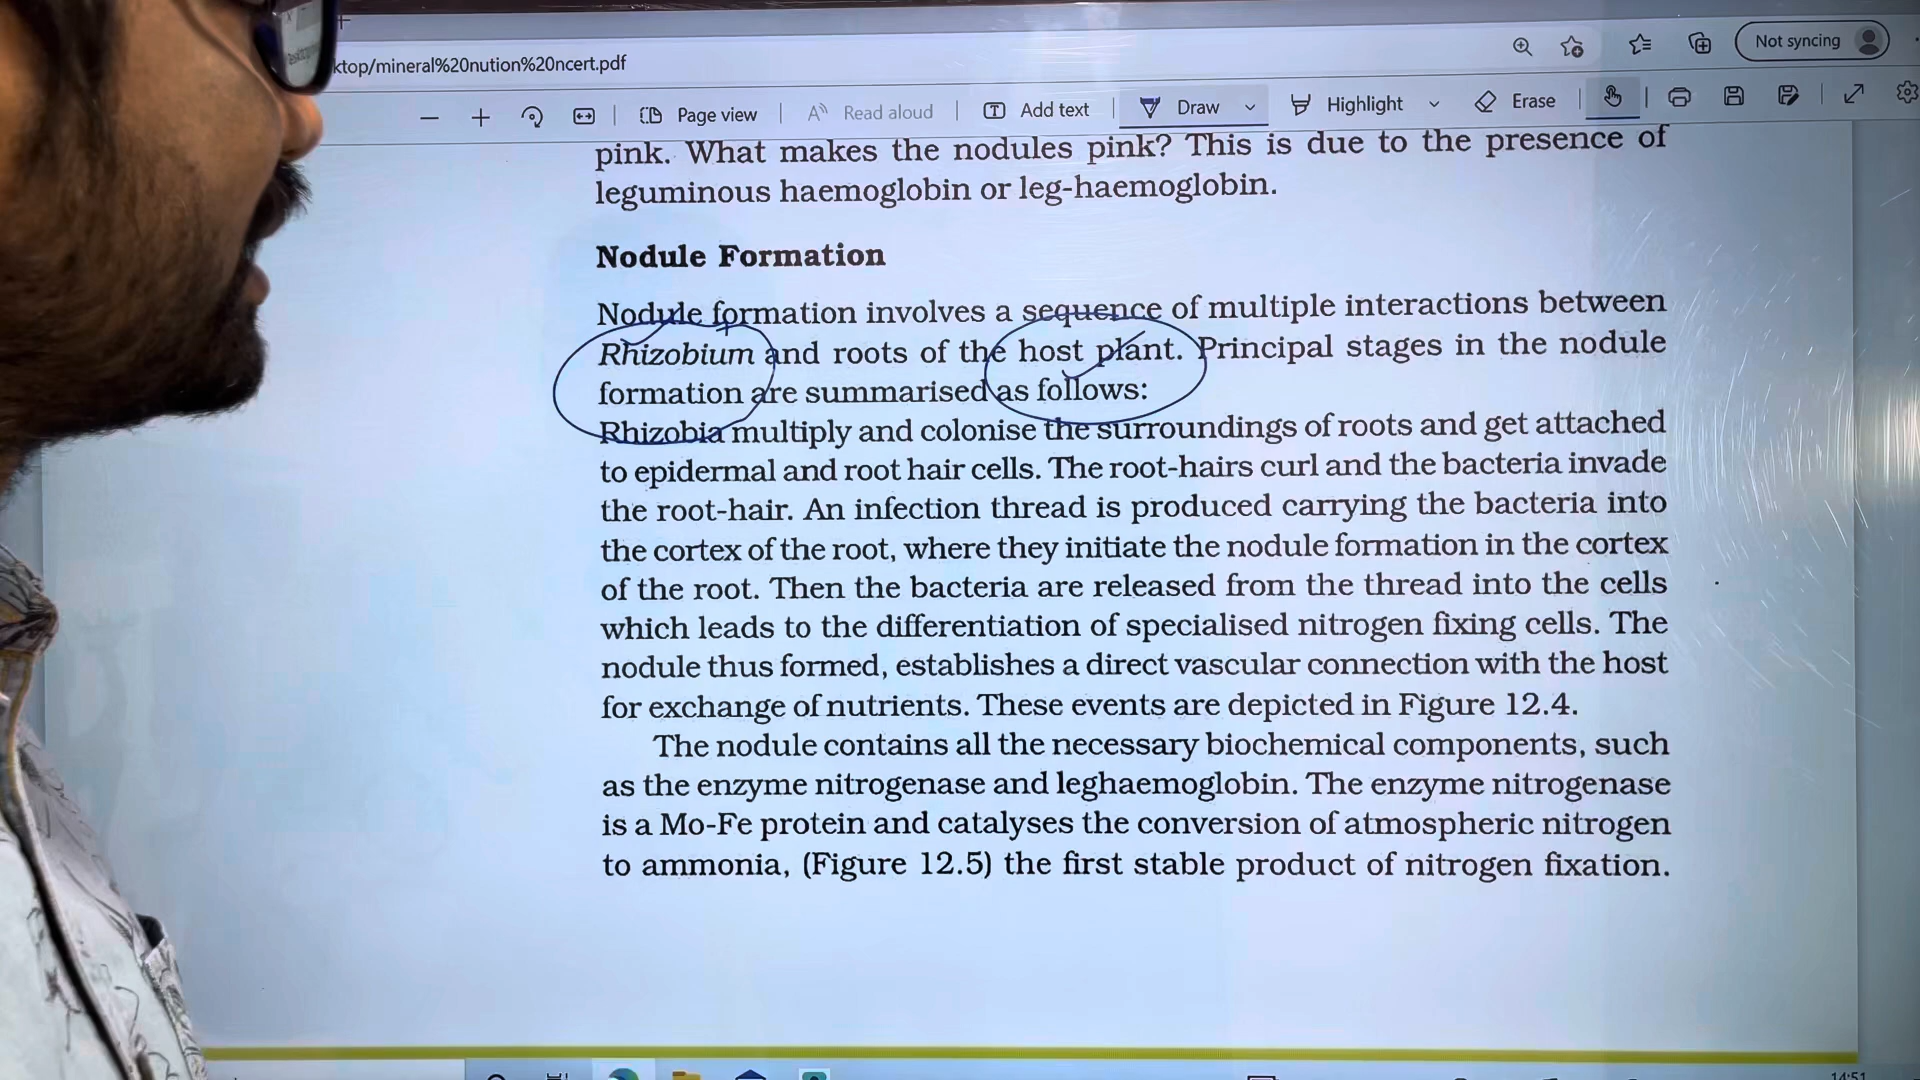 Not syncing
ktop/mineral%20nution%20ncert.pdf
Page view
Read aloud
Add text
Draw
Highlight
Erase
pink. What makes the nodules pink? This is due to the presence of
leguminous haemoglobin or leg-haemoglobin.
Nodule Formation
Nodule formation involves a sequence of multiple interactions between
Rhizobium and roots of the host plant. Principal stages in the nodule
formation are summarised as follows:
Rhizobia multiply and colonise the surroundings of roots and get attached
to epidermal and root hair cells. The root-hairs curl and the bacteria invade
the root-hair. An infection thread is produced carrying the bacteria into
the cortex of the root, where they initiate the nodule formation in the cortex
of the root. Then the bacteria are released from the thread into the cells
which leads to the differentiation of specialised nitrogen fixing cells. The
nodule thus formed, establishes a direct vascular connection with the host
for exchange of nutrients. These events are depicted in Figure 12.4.
The nodule contains all the necessary biochemical components, such
as the enzyme nitrogenase and leghaemoglobin. The enzyme nitrogenase
is a Mo-Fe protein and catalyses the conversion of atmospheric nitrogen
to ammonia, (Figure 12.5) the first stable product of nitrogen fixation.
14:51